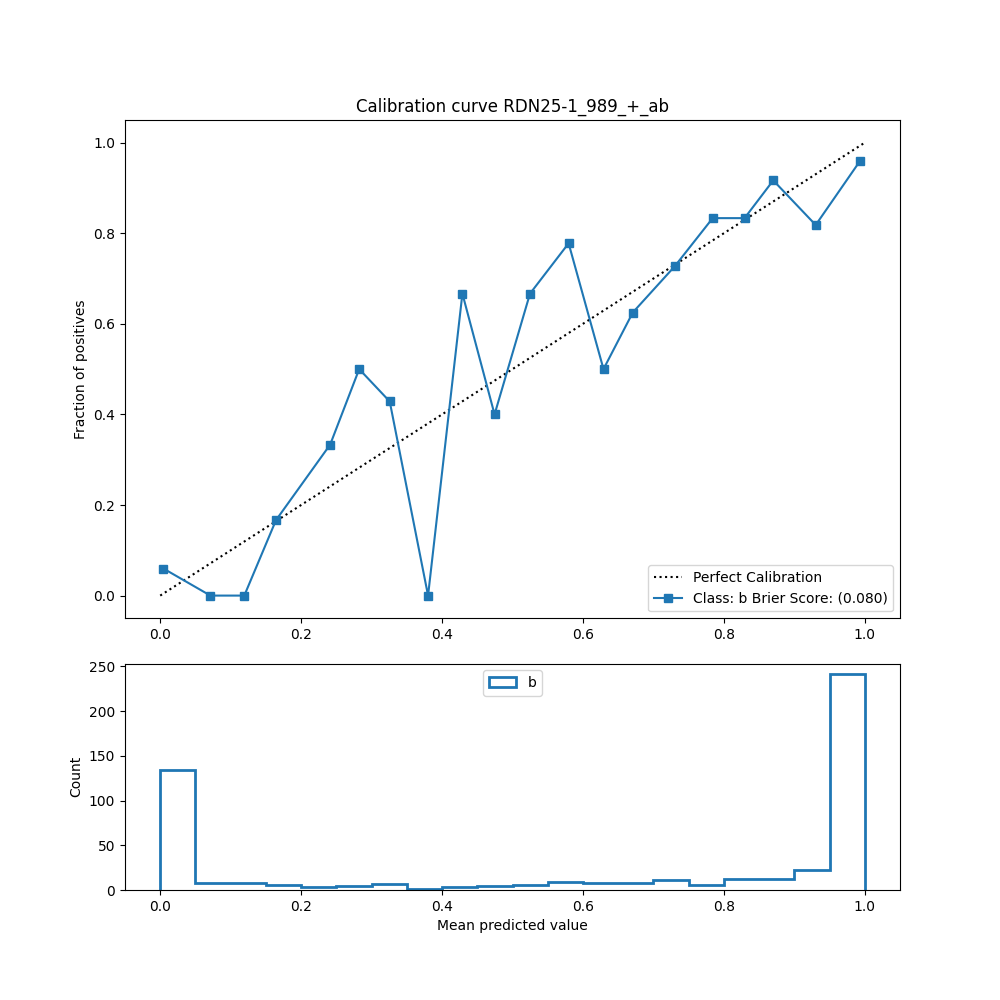 Calibration curve RDN25-1_989_+_ab
1.0
0.8
0.6
0.4
0.2
0.0
Fraction of positives
Perfect Calibration
Class: b Brier Score: (0.080)
0.0 0.2 0.4 0.6 0.8 1.0
250
200
150
100
50
0
Count
b
0.0 0.2 0.4 0.6 0.8 1.0
Mean predicted value